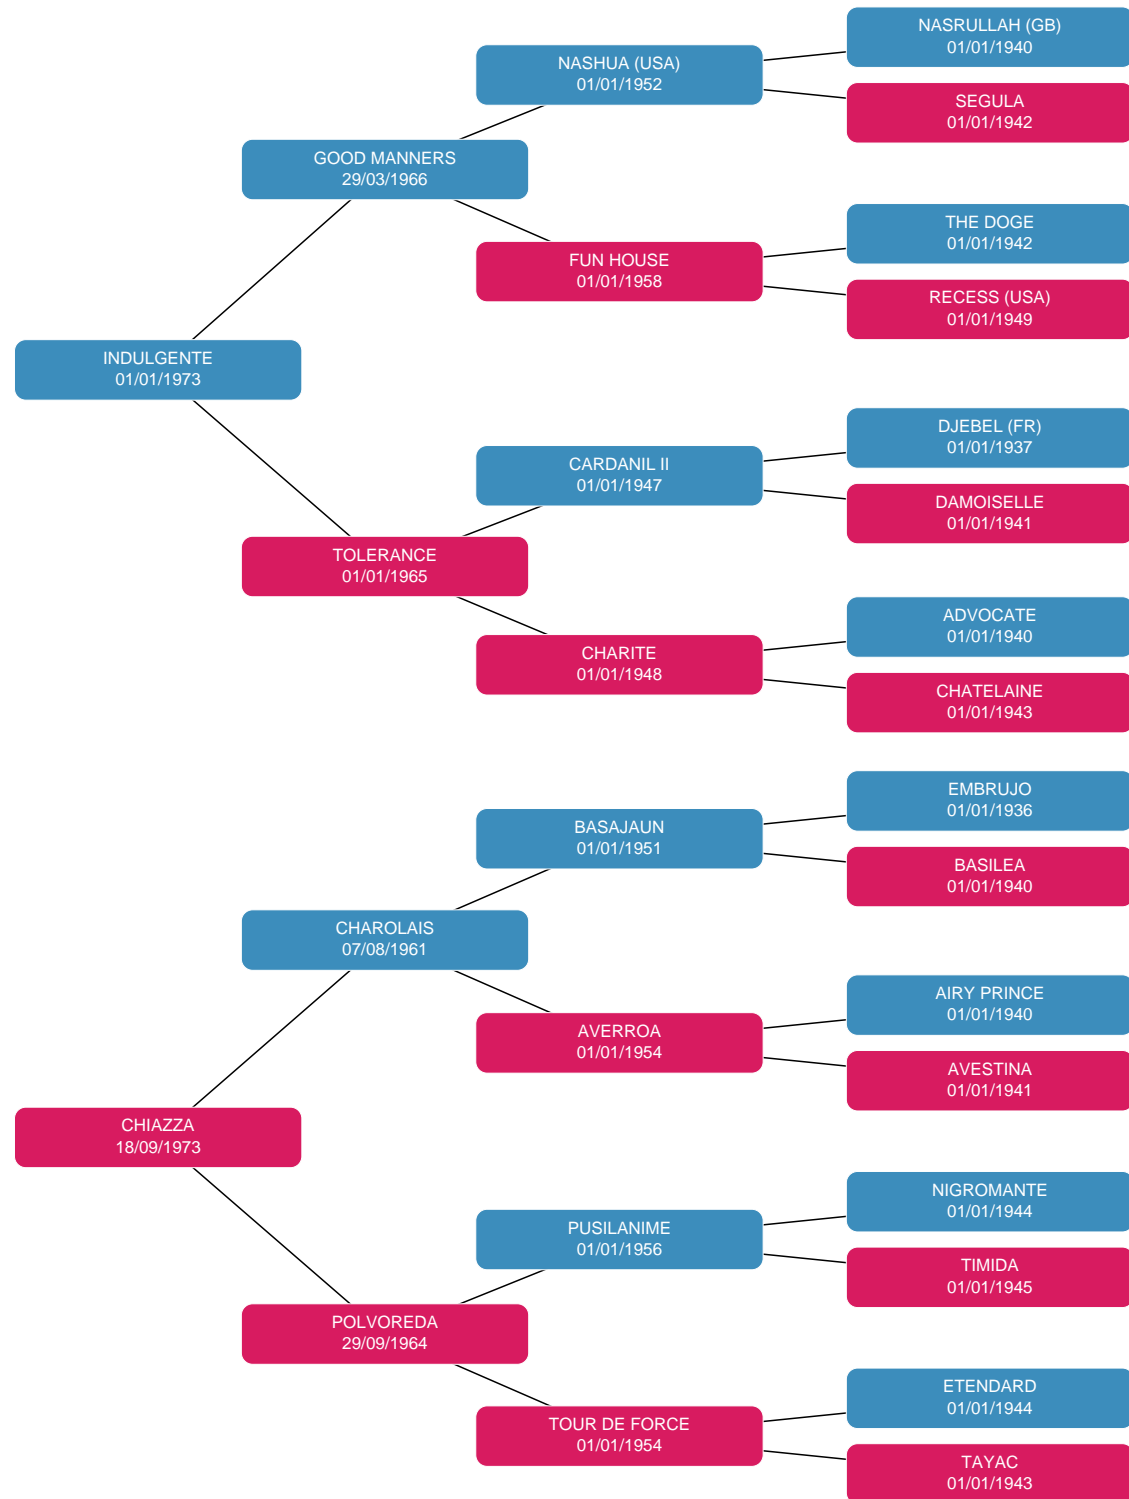 NASRULLAH (GB)
01/01/1940
NASHUA (USA)
01/01/1952
SEGULA
01/01/1942
GOOD MANNERS
29/03/1966
THE DOGE
01/01/1942
FUN HOUSE
01/01/1958
RECESS (USA)
01/01/1949
INDULGENTE
01/01/1973
DJEBEL (FR)
01/01/1937
CARDANIL II
01/01/1947
DAMOISELLE
01/01/1941
TOLERANCE
01/01/1965
ADVOCATE
01/01/1940
CHARITE
01/01/1948
CHATELAINE
01/01/1943
EMBRUJO
01/01/1936
BASAJAUN
01/01/1951
BASILEA
01/01/1940
CHAROLAIS
07/08/1961
AIRY PRINCE
01/01/1940
AVERROA
01/01/1954
AVESTINA
01/01/1941
CHIAZZA
18/09/1973
NIGROMANTE
01/01/1944
PUSILANIME
01/01/1956
TIMIDA
01/01/1945
POLVOREDA
29/09/1964
ETENDARD
01/01/1944
TOUR DE FORCE
01/01/1954
TAYAC
01/01/1943